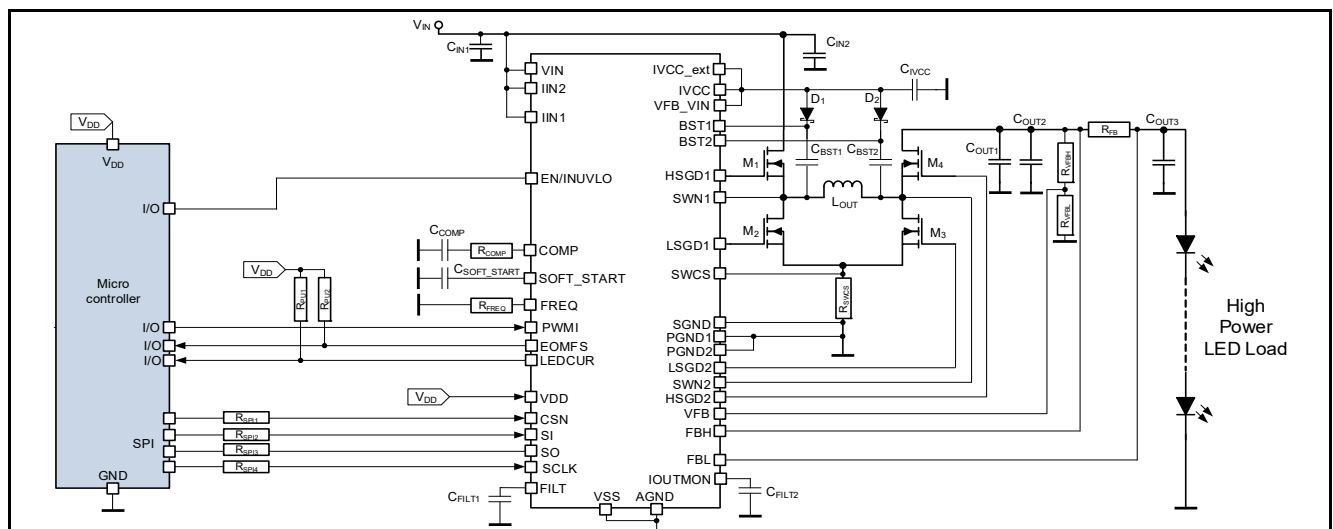 VIN
CIN1
CIN2
VDD
VDD
Micro
controller
I/O
I/O
I/O
I/O
SPI
GND
VDD
RPU1
RPU2
CCOMP
RCOMP
CSOFT_START
RFREQ
VDD
RSPI1
RSPI2
RSPI3
RSPI4
CFILT1
VIN
IIN2
IIN1
EN/INUVLO
COMP
SOFT_START
FREQ
PWMI
EOMFS
LEDCUR
VDD
CSN
SI
SO
SCLK
FILT
VSS
AGND
IVCC_ext
IVCC
VFB_VIN
BST1
BST2
HSGD1
SWN1
LSGD1
SWCS
SGND
PGND1
PGND2
LSGD2
SWN2
HSGD2
VFB
FBH
FBL
IOUTMON
CFILT2
CIVCC
D1
D2
CBST1
CBST2
M1
M4
LOUT
M2
M3
RSWCS
COUT1
COUT2
RVFBH
RVFBL
RFB
COUT3
High
Power
LED Load